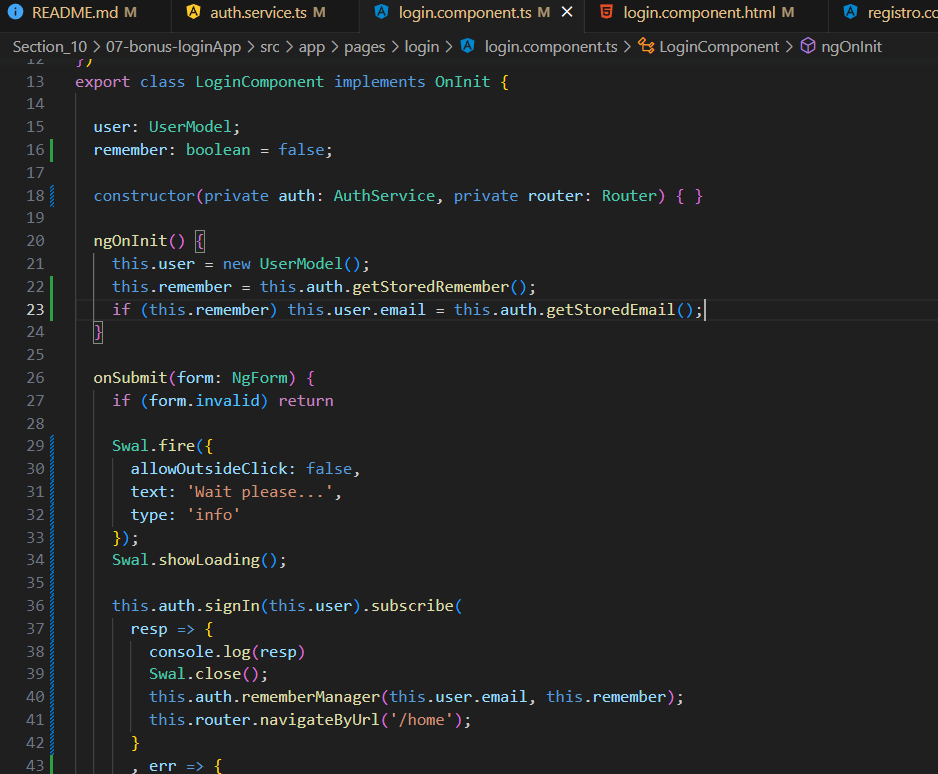 README.md M auth.service.ts M login.component.ts M login.component.html M registro.co
Section_10 > 07-bonus-loginApp > src > app > pages > login > login.component.ts > LoginComponent > ngOnInit
12 })
13 export class LoginComponent implements OnInit {
14
15 user: UserModel;
16 remember: boolean = false;
17
18 constructor(private auth: AuthService, private router: Router) { }
19
20 ngOnInit() {
21 this.user = new UserModel();
22 this.remember = this.auth.getStoredRemember();
23 if (this.remember) this.user.email = this.auth.getStoredEmail();
24 }
25
26 onSubmit(form: NgForm) {
27 if (form.invalid) return
28
29 Swal.fire({
30 allowOutsideClick: false,
31 text: 'Wait please...',
32 type: 'info'
33 });
34 Swal.showLoading();
35
36 this.auth.signIn(this.user).subscribe(
37 resp => {
38 console.log(resp)
39 Swal.close();
40 this.auth.rememberManager(this.user.email, this.remember);
41 this.router.navigateByUrl('/home');
42 }
43 , err => {